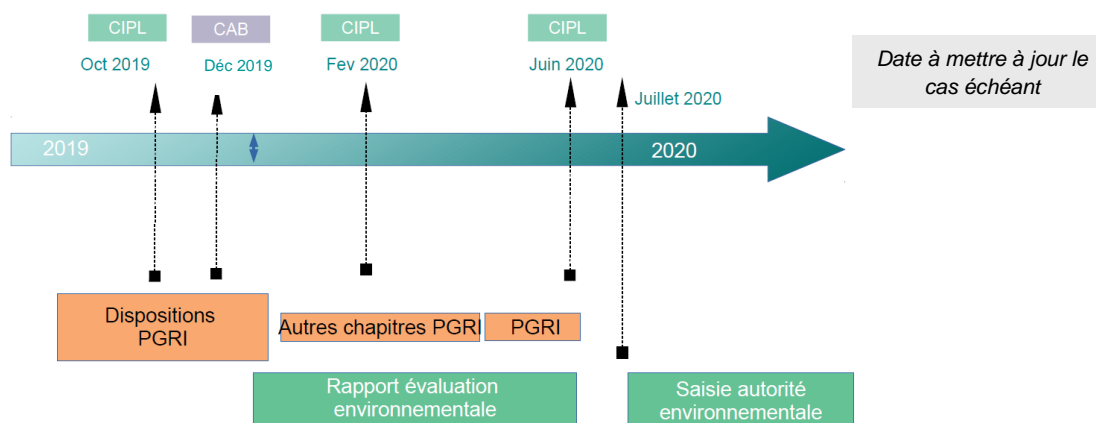 CIPL
CAB
CIPL
CIPL
Oct 2019
Déc 2019
Fev 2020
Juin 2020
Juillet 2020
Date à mettre à jour le
cas échéant
2019
2020
Dispositions
PGRI
Autres chapitres PGRI
PGRI
Rapport évaluation
environnementale
Saisie autorité
environnementale